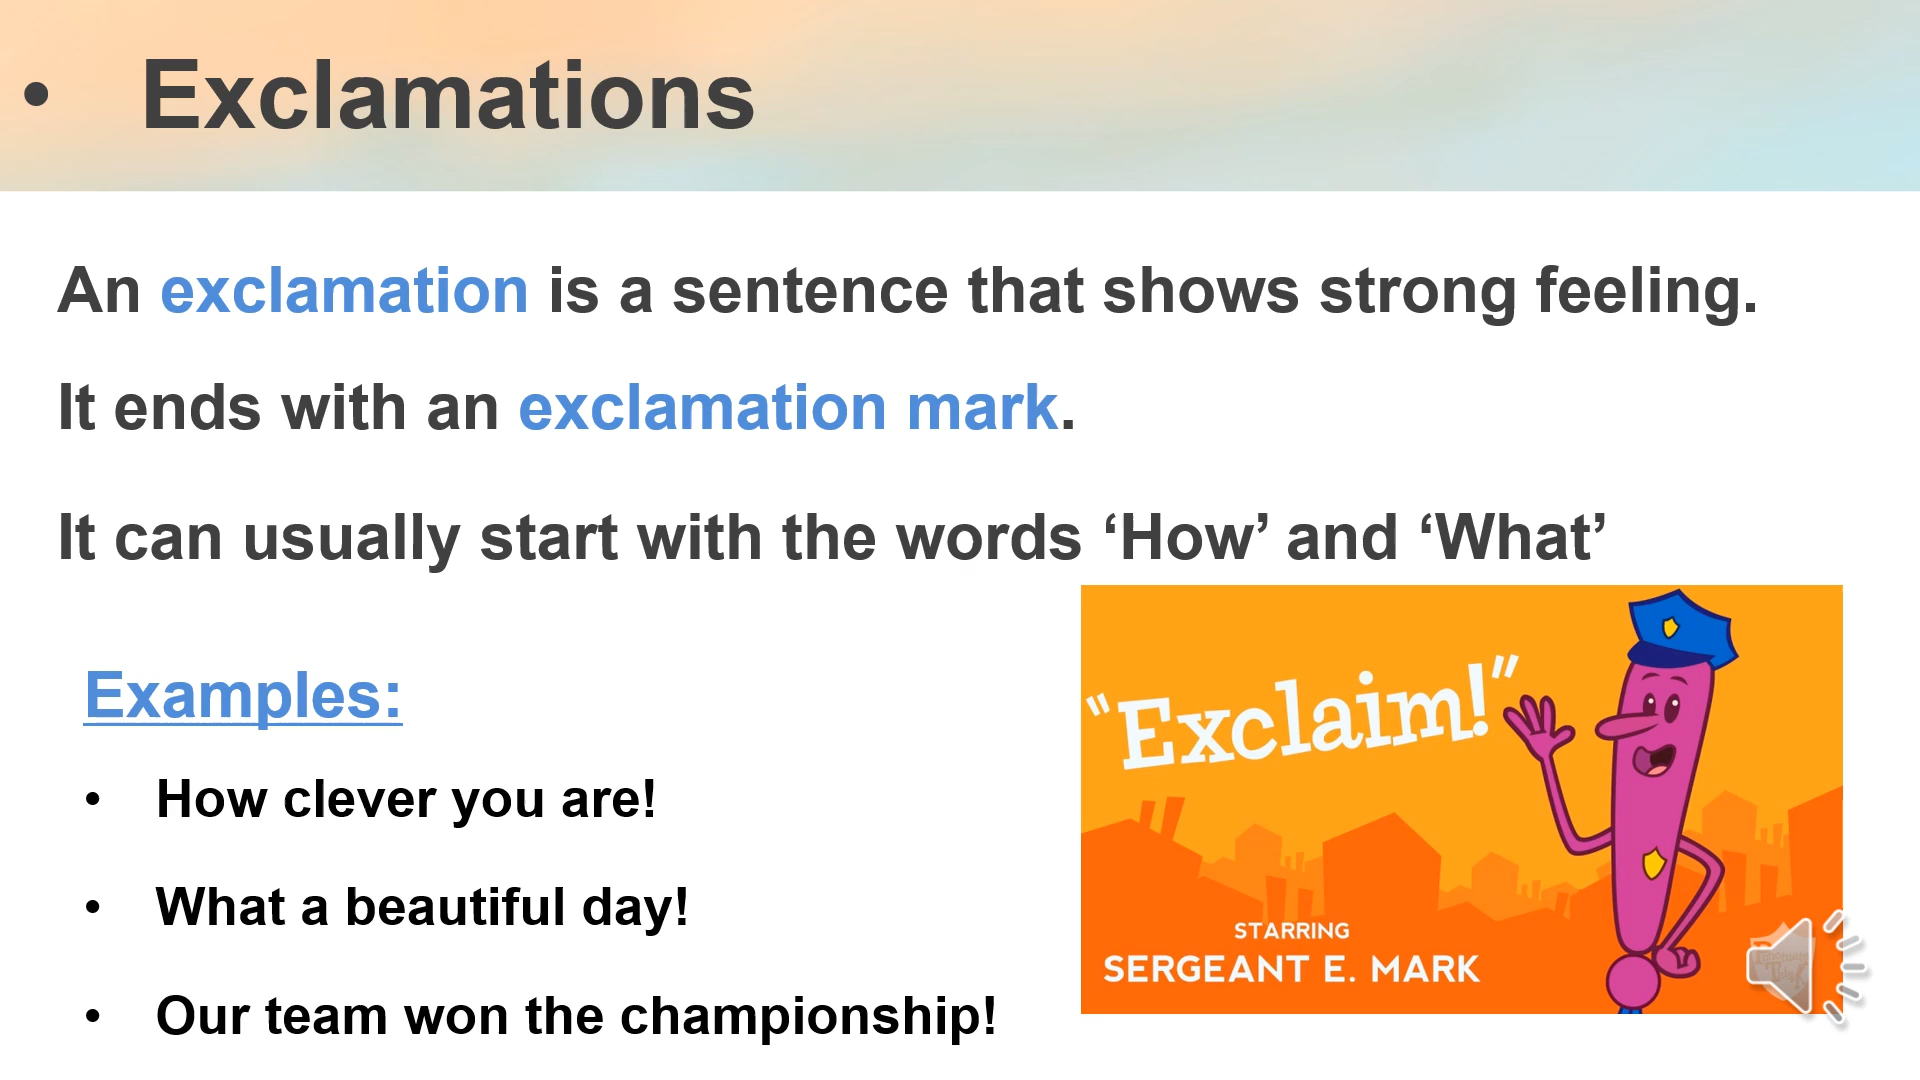 • Exclamations
An exclamation is a sentence that shows strong feeling.
It ends with an exclamation mark.
It can usually start with the words ‘How’ and ‘What’
Examples:
• How clever you are!
• What a beautiful day!
• Our team won the championship!
"Exclaim!"
STARRING
SERGEANT E. MARK